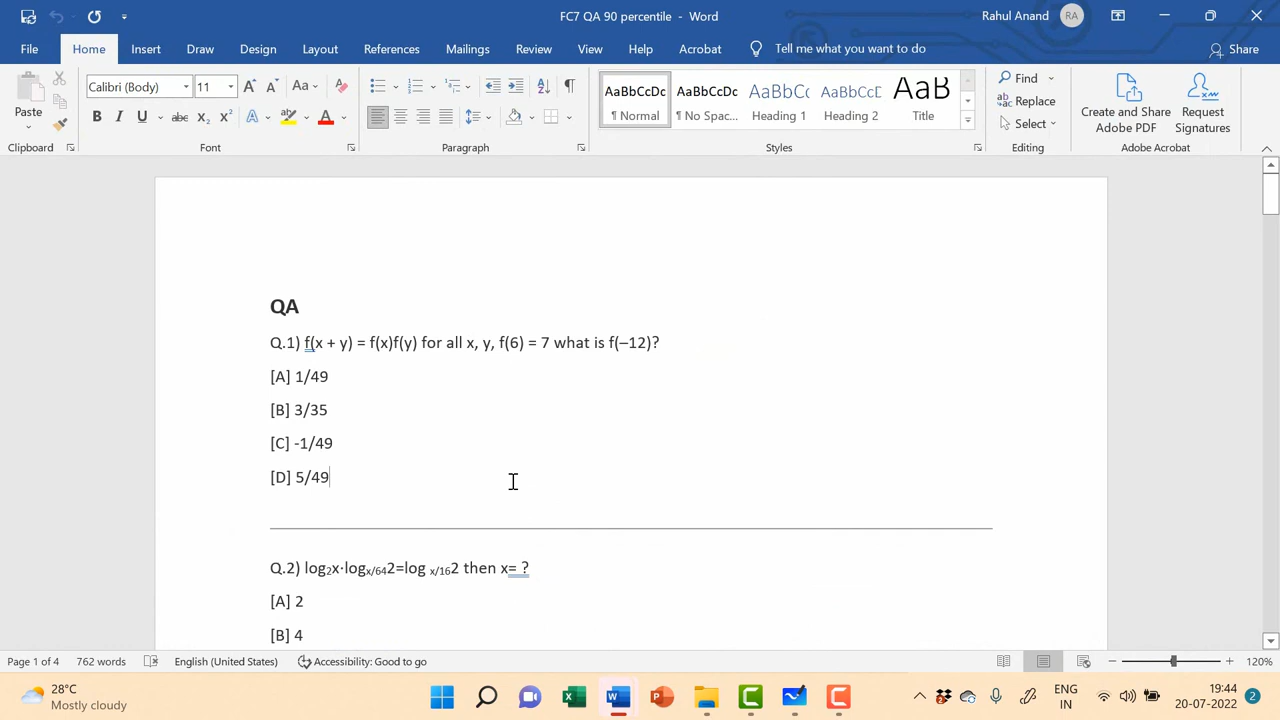 FC7 QA 90 percentile - Word
Rahul Anand RA
File Home Insert Draw Design Layout References Mailings Review View Help Acrobat Tell me what you want to do Share
Paste
Clipboard
Calibri (Body) 11
Font
Paragraph
AaBbCcDc ¶ Normal
AaBbCcDc ¶ No Spac...
AaBbCc Heading 1
AaBbCcD Heading 2
AaB Title
Styles
Find
Replace
Select
Editing
Create and Share Adobe PDF
Request Signatures
Adobe Acrobat
QA
Q.1) f(x + y) = f(x)f(y) for all x, y, f(6) = 7 what is f(–12)?
[A] 1/49
[B] 3/35
[C] -1/49
[D] 5/49
Q.2) log₂x·logₓ/₆₄2=log ₓ/₁₆2 then x= ?
[A] 2
[B] 4
Page 1 of 4 762 words English (United States) Accessibility: Good to go 120%
28°C
Mostly cloudy
ENG
IN
19:44
20-07-2022
2